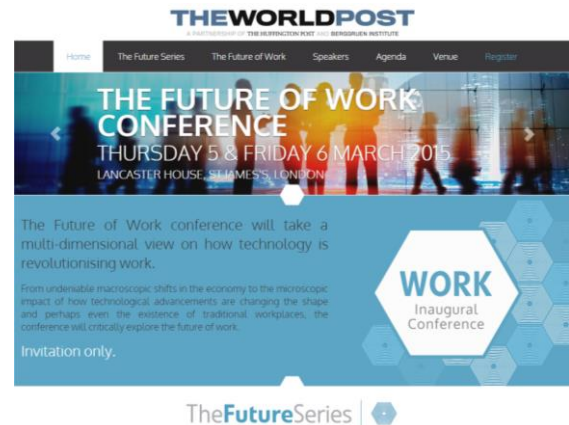 THEWORLDPOST
A PARTNERSHIP OF THE HUFFINGTON POST AND BERGGRUEN INSTITUTE
Home The Future Series The Future of Work Speakers Agenda Venue Register
THE FUTURE OF WORK
CONFERENCE
THURSDAY 5 & FRIDAY 6 MARCH 2015
LANCASTER HOUSE, ST JAMES'S, LONDON
The Future of Work conference will take a
multi-dimensional view on how technology is
revolutionising work.
From undeniable macroscopic shifts in the economy to the microscopic
impact of how technological advancements are changing the shape
and perhaps even the existence of traditional workplaces, the
conference will critically explore the future of work.
Invitation only.
WORK
Inaugural
Conference
TheFutureSeries